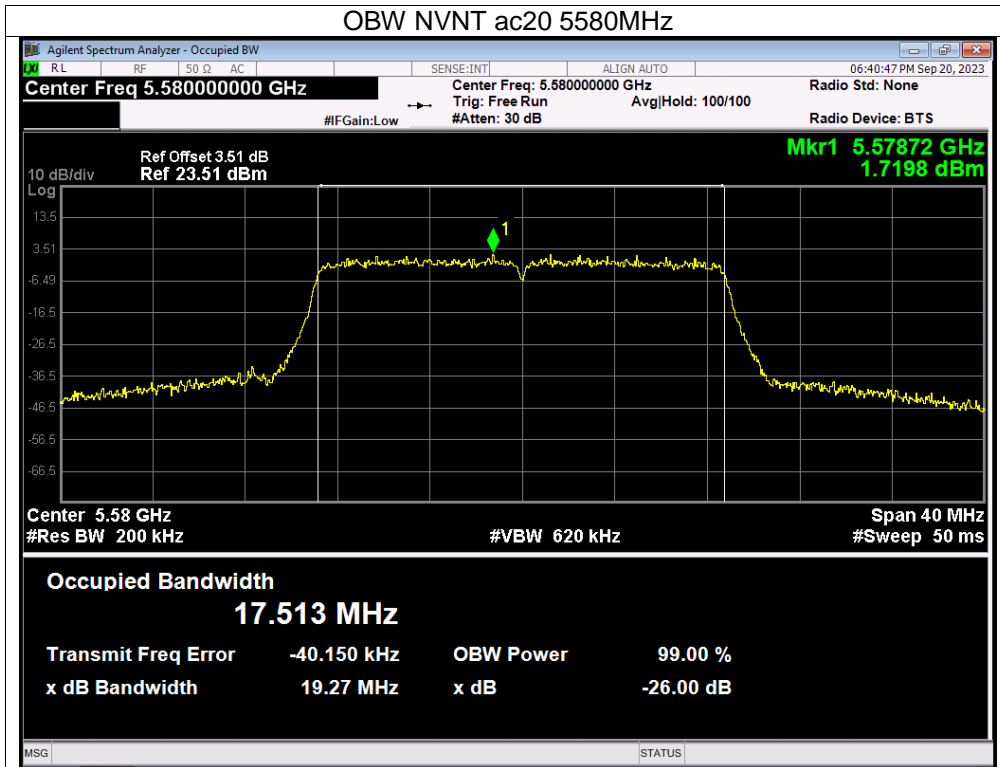 OBW NVNT ac20 5580MHz
Agilent Spectrum Analyzer - Occupied BW
LXI RL RF 50 Ω AC SENSE:INT ALIGN AUTO 06:40:47 PM Sep 20, 2023
Center Freq 5.580000000 GHz
Center Freq: 5.580000000 GHz
Radio Std: None
Trig: Free Run
Avg|Hold: 100/100
#IFGain:Low
#Atten: 30 dB
Radio Device: BTS
Mkr1 5.57872 GHz
1.7198 dBm
Ref Offset 3.51 dB
10 dB/div Ref 23.51 dBm
Log
13.5
1
3.51
-6.49
-16.5
-26.5
-36.5
-46.5
-56.5
-66.5
Center 5.58 GHz Span 40 MHz
#Res BW 200 kHz #VBW 620 kHz #Sweep 50 ms
Occupied Bandwidth
17.513 MHz
Transmit Freq Error -40.150 kHz OBW Power 99.00 %
x dB Bandwidth 19.27 MHz x dB -26.00 dB
MSG STATUS